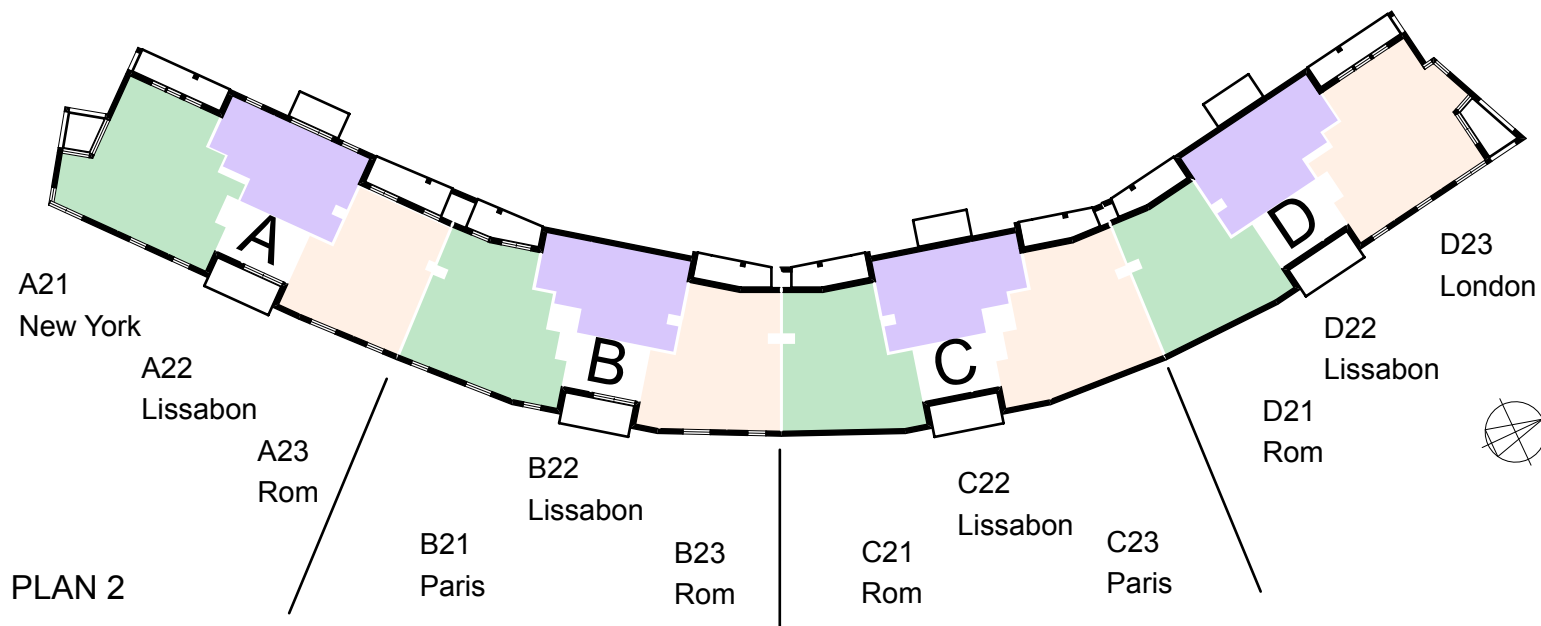 A
B
C
D
A21
New York
A22
Lissabon
A23
Rom
B21
Paris
B22
Lissabon
B23
Rom
C21
Rom
C22
Lissabon
C23
Paris
D21
Rom
D22
Lissabon
D23
London
PLAN 2